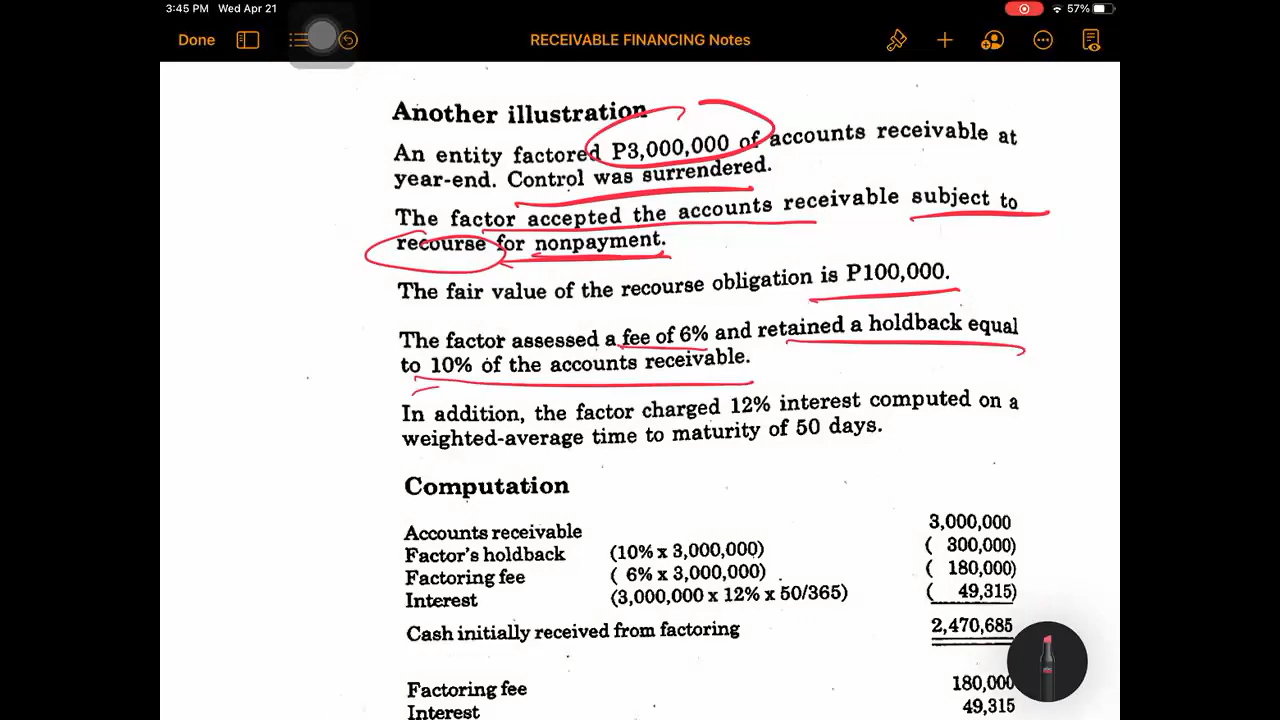 3:45 PM Wed Apr 21
57%
Done
RECEIVABLE FINANCING Notes
Another illustration
An entity factored P3,000,000 of accounts receivable at
year-end. Control was surrendered.
The factor accepted the accounts receivable subject to
recourse for nonpayment.
The fair value of the recourse obligation is P100,000.
The factor assessed a fee of 6% and retained a holdback equal
to 10% of the accounts receivable.
In addition, the factor charged 12% interest computed on a
weighted-average time to maturity of 50 days.
Computation
Accounts receivable 3,000,000
Factor's holdback (10% x 3,000,000) ( 300,000)
Factoring fee ( 6% x 3,000,000) ( 180,000)
Interest (3,000,000 x 12% x 50/365) ( 49,315)
Cash initially received from factoring 2,470,685
Factoring fee 180,000
Interest 49,315